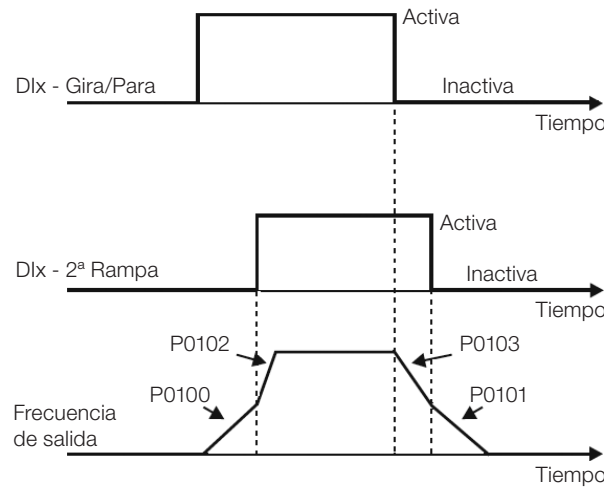 Activa
DIx - Gira/Para
Inactiva
Tiempo
Activa
DIx - 2ª Rampa
Inactiva
Tiempo
P0102
P0103
P0100
P0101
Frecuencia
de salida
Tiempo